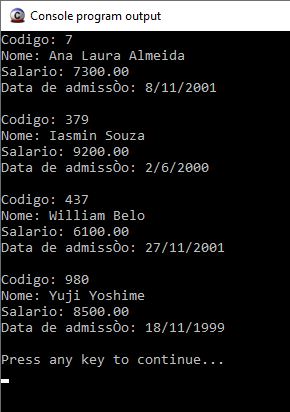 Console program output
Codigo: 7
Nome: Ana Laura Almeida
Salario: 7300.00
Data de admissÒo: 8/11/2001
Codigo: 379
Nome: Iasmin Souza
Salario: 9200.00
Data de admissÒo: 2/6/2000
Codigo: 437
Nome: William Belo
Salario: 6100.00
Data de admissÒo: 27/11/2001
Codigo: 980
Nome: Yuji Yoshime
Salario: 8500.00
Data de admissÒo: 18/11/1999
Press any key to continue...